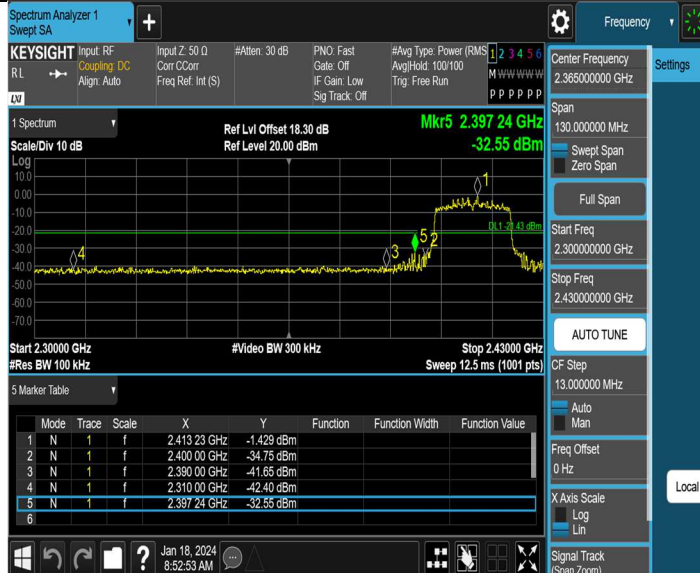 Spectrum Analyzer 1
Swept SA
+
Frequency
KEYSIGHT
RL
LXI
Input: RF
Coupling: DC
Align: Auto
Input Z: 50 Ω
Corr CCorr
Freq Ref: Int (S)
#Atten: 30 dB
PNO: Fast
Gate: Off
IF Gain: Low
Sig Track: Off
#Avg Type: Power (RMS
Avg|Hold: 100/100
Trig: Free Run
1 2 3 4 5 6
M W W W W W
P P P P P P
1 Spectrum
Scale/Div 10 dB
Ref Lvl Offset 18.30 dB
Ref Level 20.00 dBm
Mkr5 2.397 24 GHz
-32.55 dBm
Log
10.0
0.00
-10.0
-20.0
-30.0
-40.0
-50.0
-60.0
-70.0
1
DL1 -21.43 dBm
5 2
3
4
Start 2.30000 GHz
#Video BW 300 kHz
Stop 2.43000 GHz
#Res BW 100 kHz
Sweep 12.5 ms (1001 pts)
5 Marker Table
Mode Trace Scale X Y Function Function Width Function Value
1 N 1 f 2.413 23 GHz -1.429 dBm
2 N 1 f 2.400 00 GHz -34.75 dBm
3 N 1 f 2.390 00 GHz -41.65 dBm
4 N 1 f 2.310 00 GHz -42.40 dBm
5 N 1 f 2.397 24 GHz -32.55 dBm
6
?
Jan 18, 2024
8:52:53 AM
Center Frequency
2.365000000 GHz
Settings
Span
130.000000 MHz
Swept Span
Zero Span
Full Span
Start Freq
2.300000000 GHz
Stop Freq
2.430000000 GHz
AUTO TUNE
CF Step
13.000000 MHz
Auto
Man
Freq Offset
0 Hz
Local
X Axis Scale
Log
Lin
Signal Track
(Span Zoom)